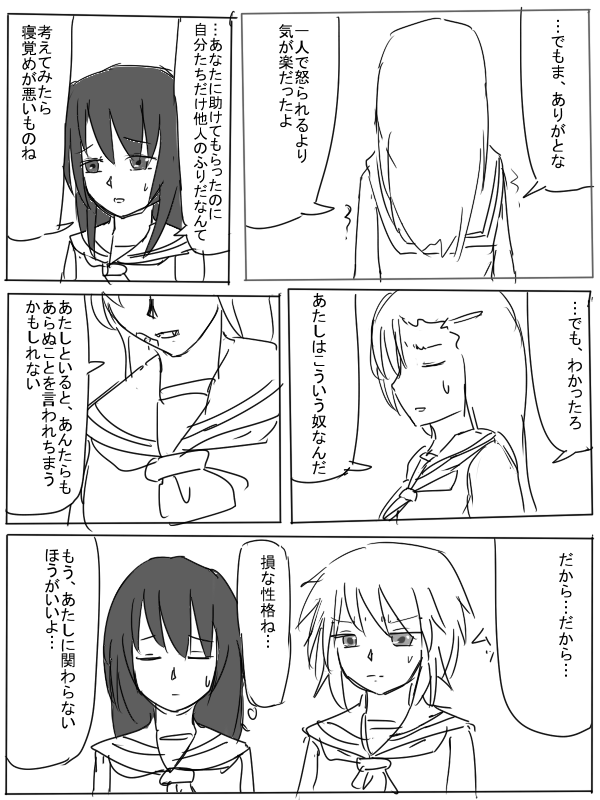 …でもま、ありがとな
一人で怒られるより
気が楽だったよ
…あなたに助けてもらったのに
自分たちだけ他人のふりだなんて
考えてみたら
寝覚めが悪いものね
…でも、わかったろ
あたしはこういう奴なんだ
あたしといると、あんたらも
あらぬことを言われちまう
かもしれない
だから…だから…
損な性格ね…
もう、あたしに関わらない
ほうがいいよ…